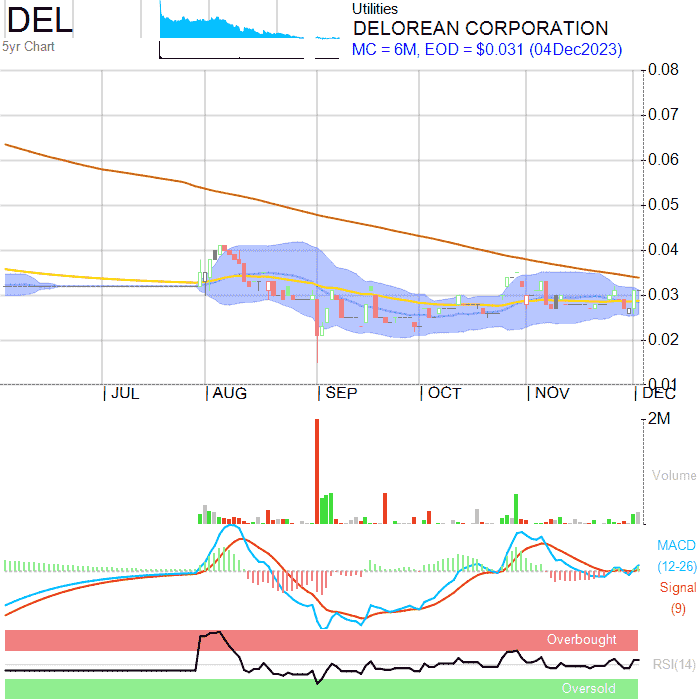 DEL
5yr Chart
Utilities
DELOREAN CORPORATION
MC = 6M, EOD = $0.031 (04Dec2023)
0.08
0.07
0.06
0.05
0.04
0.03
0.02
0.01
JUL
AUG
SEP
OCT
NOV
DEC
2M
Volume
MACD
(12-26)
Signal
(9)
Overbought
RSI(14)
Oversold